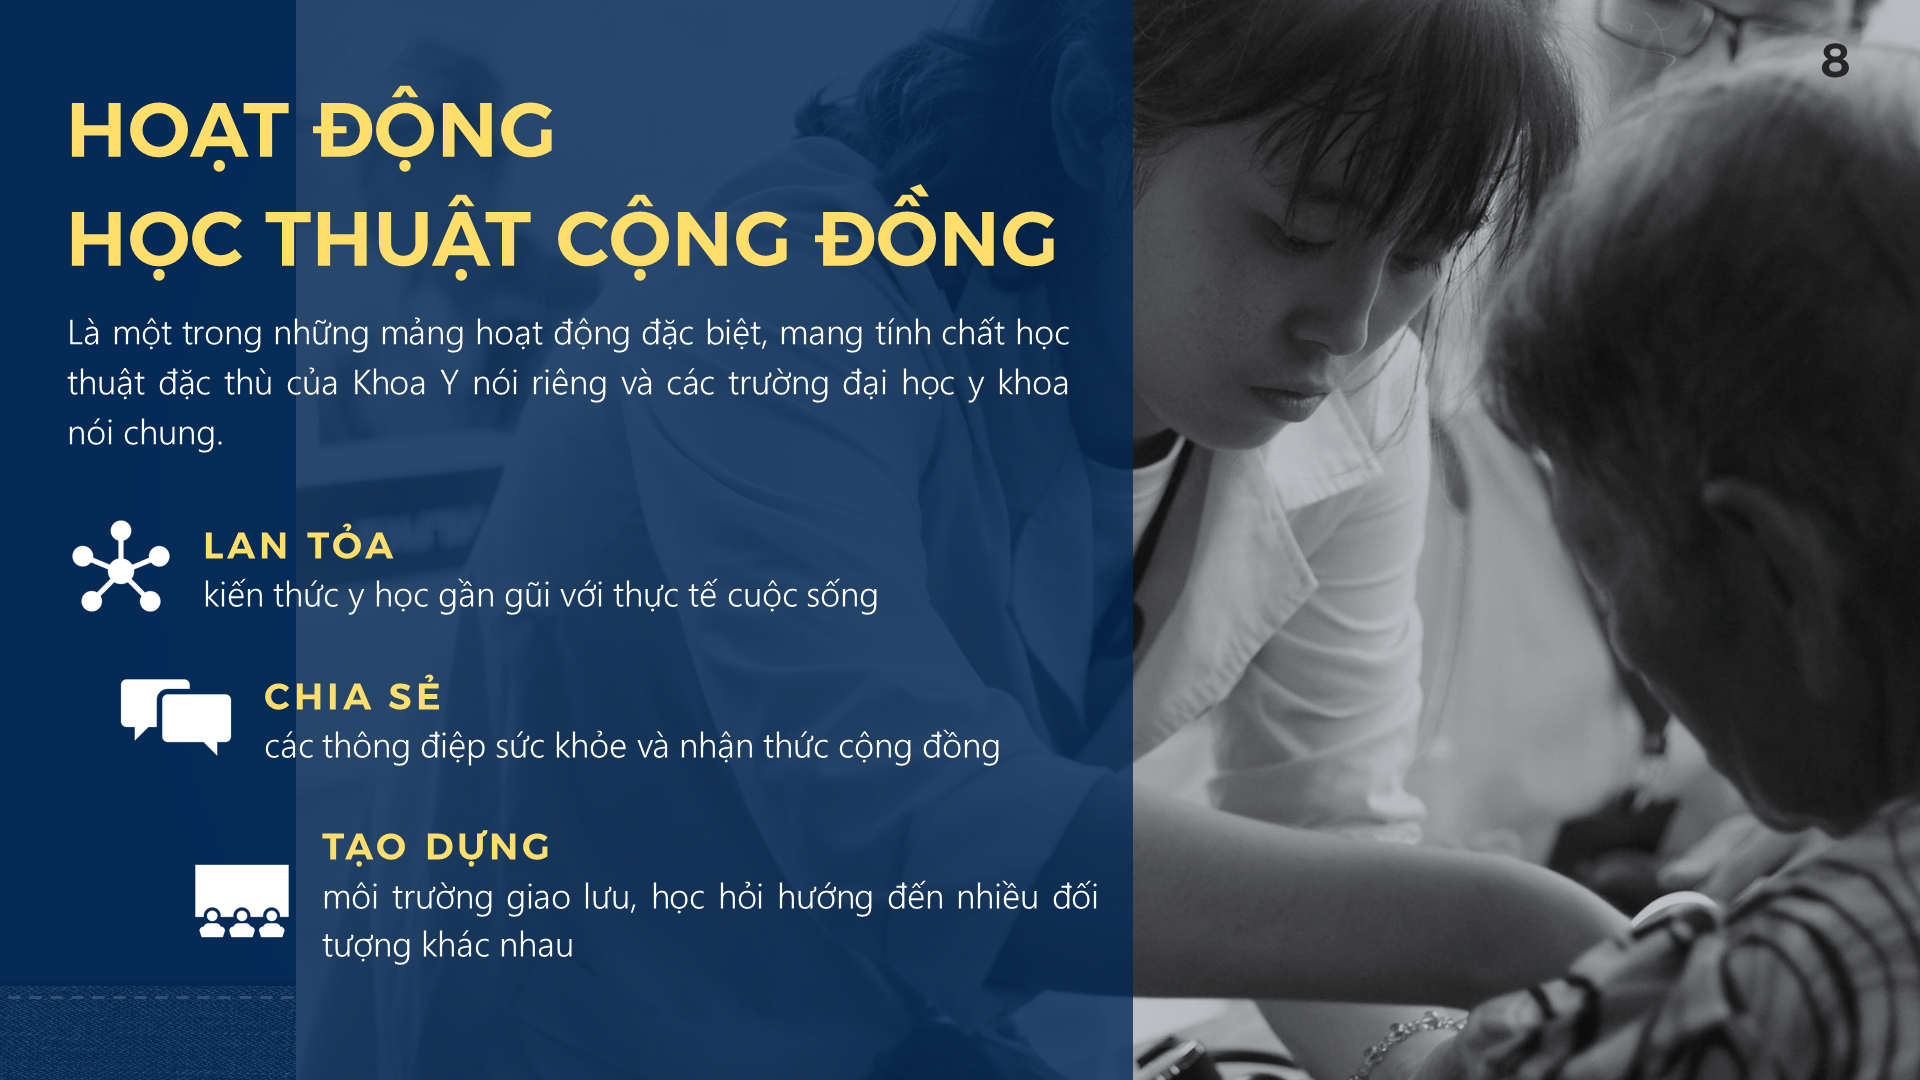 8
HOẠT ĐỘNG
HỌC THUẬT CỘNG ĐỒNG
Là một trong những mảng hoạt động đặc biệt, mang tính chất học
thuật đặc thù của Khoa Y nói riêng và các trường đại học y khoa
nói chung.
LAN TỎA
kiến thức y học gần gũi với thực tế cuộc sống
CHIA SẺ
các thông điệp sức khỏe và nhận thức cộng đồng
TẠO DỰNG
môi trường giao lưu, học hỏi hướng đến nhiều đối
tượng khác nhau